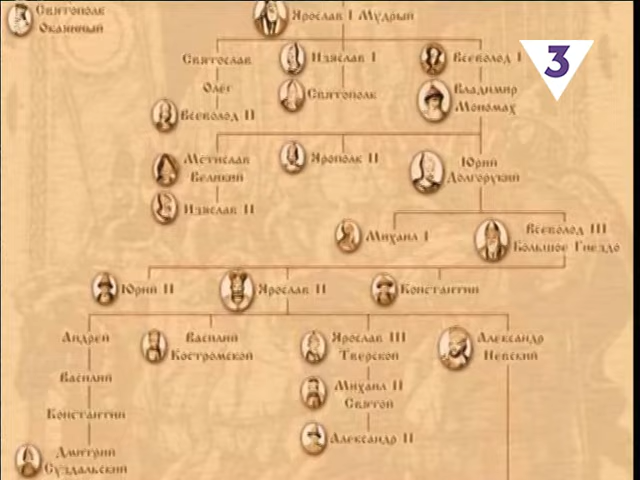 Святополк
Окаянный
Ярослав I Мудрый
Святослав
Изяслав I
Всеволод I
3
Олег
Святополк
Владимир
Мономах
Всеволод II
Мстислав
Великий
Ярополк II
Юрий
Долгорукий
Изяслав II
Михаил I
Всеволод III
Большое Гнездо
Юрий II
Ярослав II
Константин
Андрей
Василий
Костромской
Ярослав III
Тверской
Александр
Невский
Василий
Михаил II
Святой
Константин
Александр II
Дмитрий
Суздальский